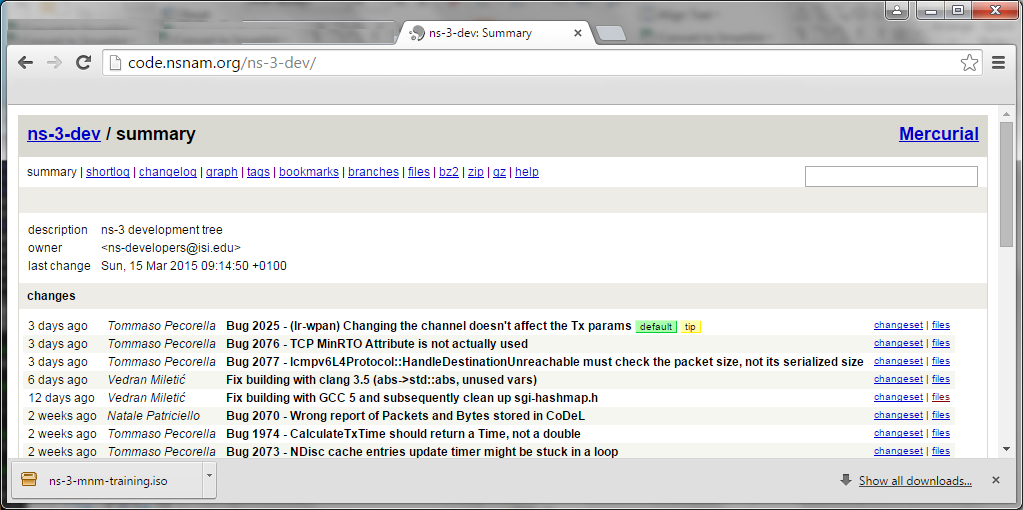 ns-3-dev: Summary
code.nsnam.org/ns-3-dev/
ns-3-dev / summary Mercurial
summary | shortlog | changelog | graph | tags | bookmarks | branches | files | bz2 | zip | gz | help
description ns-3 development tree
owner <ns-developers@isi.edu>
last change Sun, 15 Mar 2015 09:14:50 +0100
changes
3 days ago Tommaso Pecorella Bug 2025 - (lr-wpan) Changing the channel doesn't affect the Tx params default tip changeset | files
3 days ago Tommaso Pecorella Bug 2076 - TCP MinRTO Attribute is not actually used changeset | files
3 days ago Tommaso Pecorella Bug 2077 - Icmpv6L4Protocol::HandleDestinationUnreachable must check the packet size, not its serialized size changeset | files
6 days ago Vedran Miletić Fix building with clang 3.5 (abs->std::abs, unused vars) changeset | files
12 days ago Vedran Miletić Fix building with GCC 5 and subsequently clean up sgi-hashmap.h changeset | files
2 weeks ago Natale Patriciello Bug 2070 - Wrong report of Packets and Bytes stored in CoDeL changeset | files
2 weeks ago Tommaso Pecorella Bug 1974 - CalculateTxTime should return a Time, not a double changeset | files
2 weeks ago Tommaso Pecorella Bug 2073 - NDisc cache entries update timer might be stuck in a loop changeset | files
ns-3-mnm-training.iso Show all downloads...